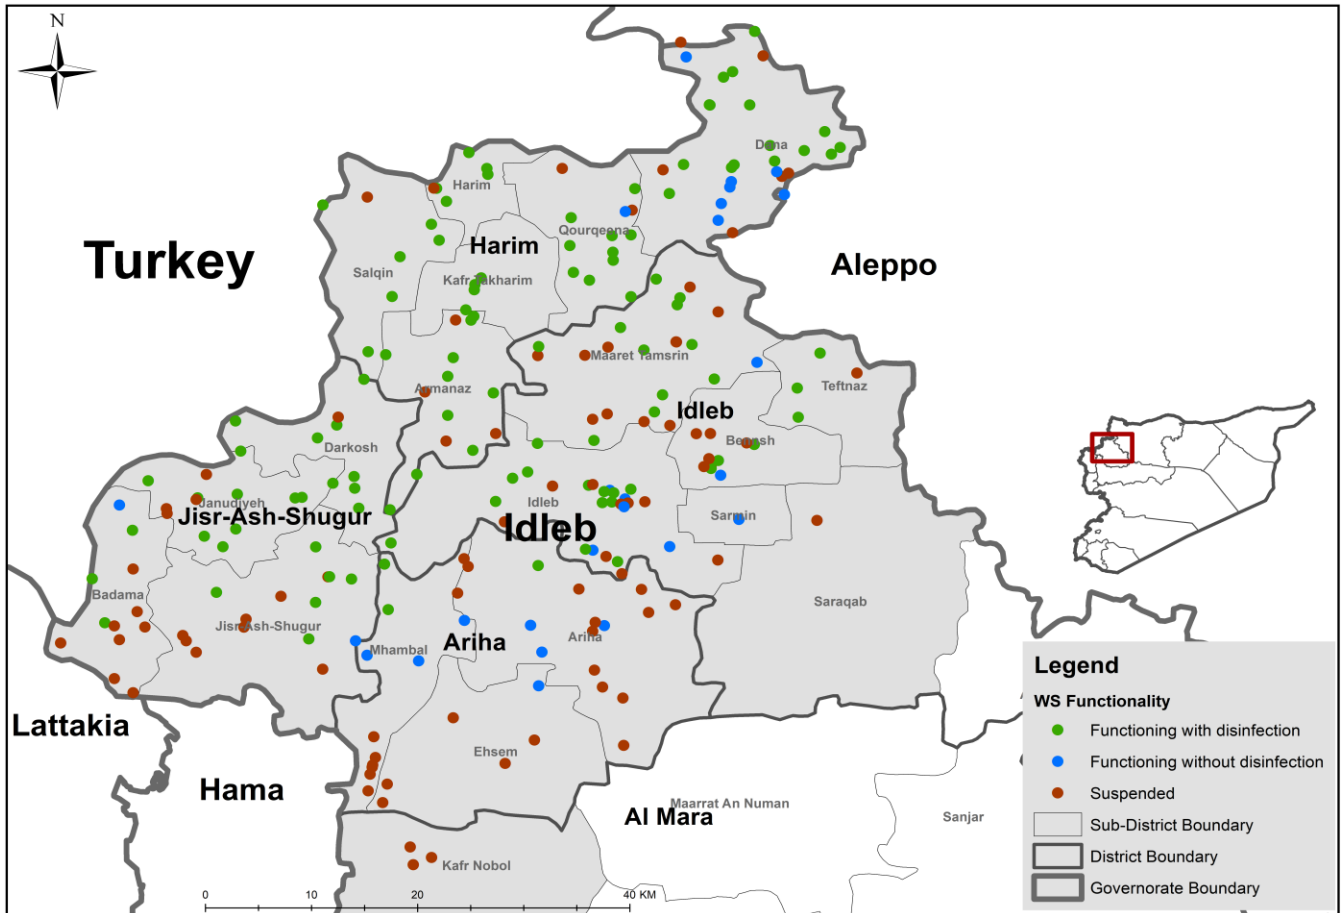 N
Dana
Harim
Turkey
Harim
Qourqeena
Aleppo
Salqin
Kafr Takharim
Maaret Tamsrin
Armanaz
Teftnaz
Idleb
Darkosh
Benesh
Janudiyeh
Jisr-Ash-Shugur
Idleb
Idleb
Sarmin
Badama
Jisr-Ash-Shugur
Saraqab
Mhambal
Ariha
Ariha
Lattakia
Hama
Ehsem
Al Mara
Maarrat An Numan
Sanjar
Kafr Nobol
0 10 20 40 KM
Legend
WS Functionality
Functioning with disinfection
Functioning without disinfection
Suspended
Sub-District Boundary
District Boundary
Governorate Boundary